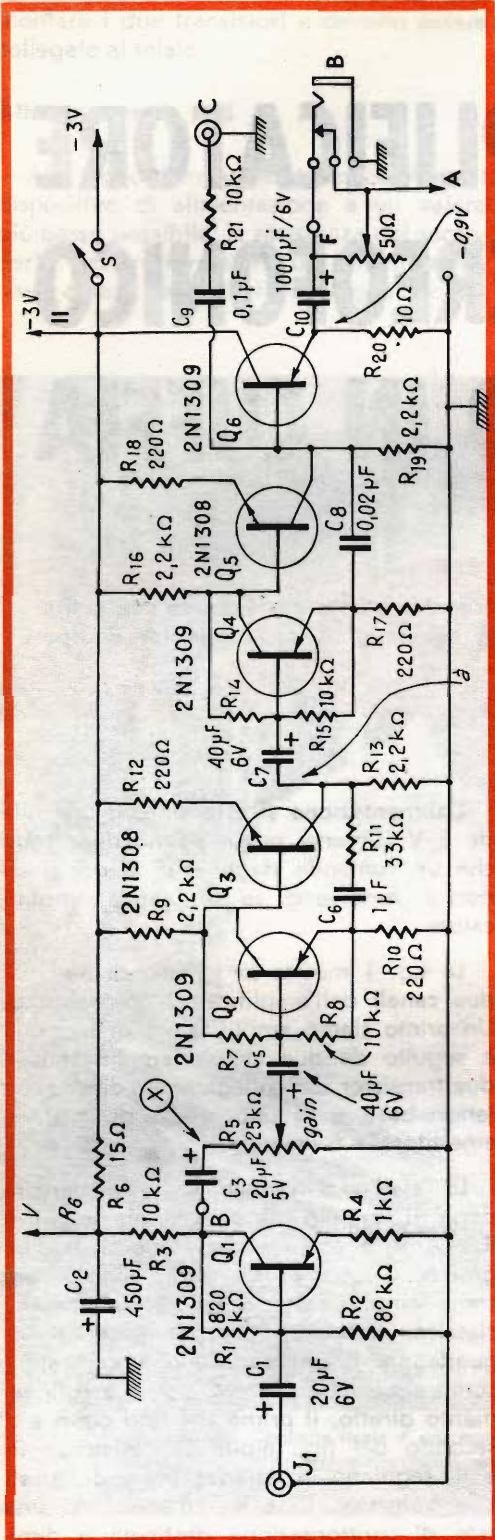 -3V
-3V
S
II
V
R6
R6
15Ω
C2
450µF
R3
10kΩ
R9
2,2kΩ
R12
220Ω
R16
2,2kΩ
R18
220Ω
C9
0,1µF
R21
10kΩ
C
2N1309
R1
820
kΩ
Q1
B
C3
20µF
5V
X
R5
25kΩ
gain
2N1309
R7
Q2
C5
40µF
6V
R8
10kΩ
2N1308
Q3
2N1309
R14
Q4
C7
40µF
6V
R15
10kΩ
2N1308
Q5
2N1309
Q6
C10
1000µF/6V
F
B
50Ω
A
-0,9V
J1
C1
20µF
6V
R2
82kΩ
R4
1kΩ
R10
220Ω
C6
1µF
R11
33kΩ
R13
2,2kΩ
R17
220Ω
C8
0,02µF
R19
2,2kΩ
R20
10Ω